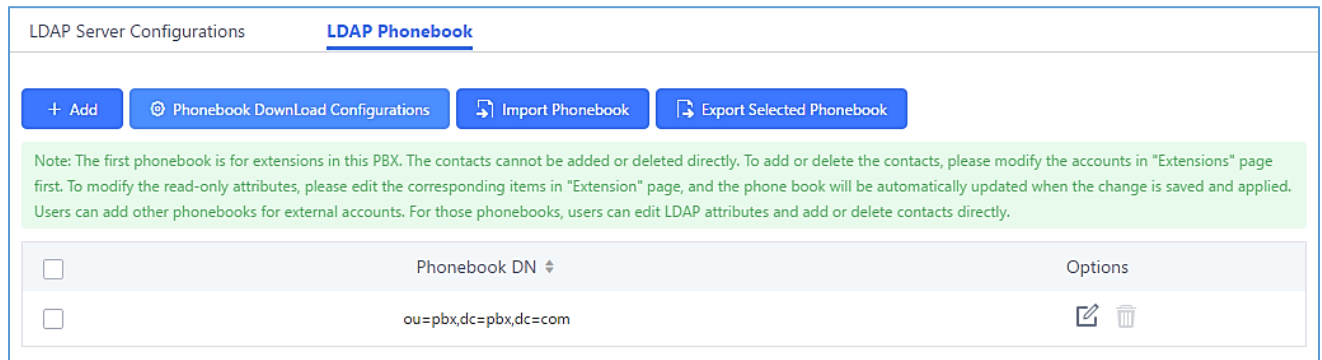 LDAP Server Configurations LDAP Phonebook
+ Add Phonebook DownLoad Configurations Import Phonebook Export Selected Phonebook
Note: The first phonebook is for extensions in this PBX. The contacts cannot be added or deleted directly. To add or delete the contacts, please modify the accounts in "Extensions" page
first. To modify the read-only attributes, please edit the corresponding items in "Extension" page, and the phone book will be automatically updated when the change is saved and applied.
Users can add other phonebooks for external accounts. For those phonebooks, users can edit LDAP attributes and add or delete contacts directly.
Phonebook DN Options
ou=pbx,dc=pbx,dc=com